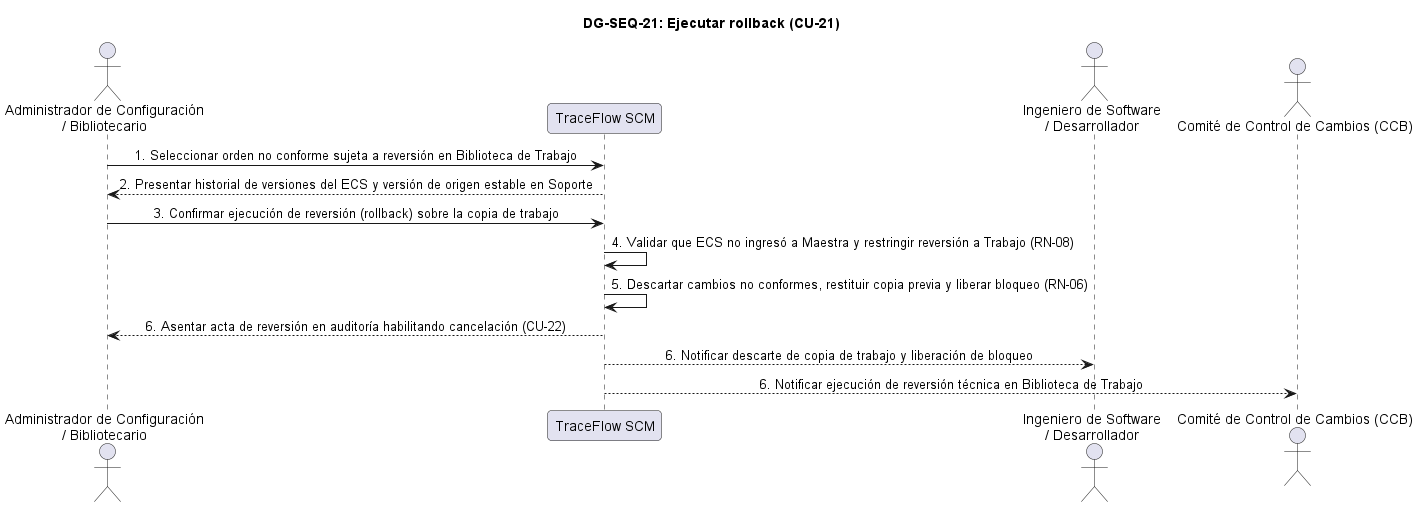 DG-SEQ-21: Ejecutar rollback (CU-21)
Administrador de Configuración
/ Bibliotecario
TraceFlow SCM
Ingeniero de Software
/ Desarrollador
Comité de Control de Cambios (CCB)
1. Seleccionar orden no conforme sujeta a reversión en Biblioteca de Trabajo
2. Presentar historial de versiones del ECS y versión de origen estable en Soporte
3. Confirmar ejecución de reversión (rollback) sobre la copia de trabajo
4. Validar que ECS no ingresó a Maestra y restringir reversión a Trabajo (RN-08)
5. Descartar cambios no conformes, restituir copia previa y liberar bloqueo (RN-06)
6. Asentar acta de reversión en auditoría habilitando cancelación (CU-22)
6. Notificar descarte de copia de trabajo y liberación de bloqueo
6. Notificar ejecución de reversión técnica en Biblioteca de Trabajo
Administrador de Configuración
/ Bibliotecario
TraceFlow SCM
Ingeniero de Software
/ Desarrollador
Comité de Control de Cambios (CCB)